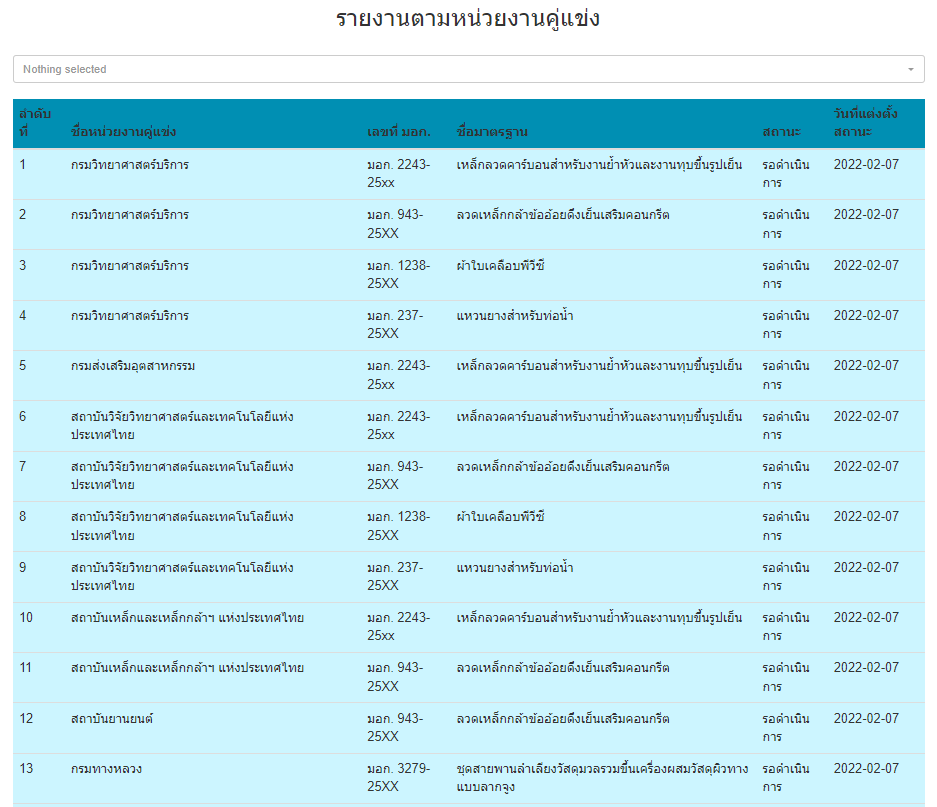 รายงานตามหน่วยงานคู่แข่ง
Nothing selected
ลำดับที่ ชื่อหน่วยงานคู่แข่ง เลขที่ มอก. ชื่อมาตรฐาน สถานะ วันที่แต่งตั้งสถานะ
1 กรมวิทยาศาสตร์บริการ มอก. 2243-25xx เหล็กลวดคาร์บอนสำหรับงานย้ำหัวและงานทุบขึ้นรูปเย็น รอดำเนินการ 2022-02-07
2 กรมวิทยาศาสตร์บริการ มอก. 943-25XX ลวดเหล็กกล้าข้ออ้อยดึงเย็นเสริมคอนกรีต รอดำเนินการ 2022-02-07
3 กรมวิทยาศาสตร์บริการ มอก. 1238-25XX ผ้าใบเคลือบพีวีซี รอดำเนินการ 2022-02-07
4 กรมวิทยาศาสตร์บริการ มอก. 237-25XX แหวนยางสำหรับท่อน้ำ รอดำเนินการ 2022-02-07
5 กรมส่งเสริมอุตสาหกรรม มอก. 2243-25xx เหล็กลวดคาร์บอนสำหรับงานย้ำหัวและงานทุบขึ้นรูปเย็น รอดำเนินการ 2022-02-07
6 สถาบันวิจัยวิทยาศาสตร์และเทคโนโลยีแห่งประเทศไทย มอก. 2243-25xx เหล็กลวดคาร์บอนสำหรับงานย้ำหัวและงานทุบขึ้นรูปเย็น รอดำเนินการ 2022-02-07
7 สถาบันวิจัยวิทยาศาสตร์และเทคโนโลยีแห่งประเทศไทย มอก. 943-25XX ลวดเหล็กกล้าข้ออ้อยดึงเย็นเสริมคอนกรีต รอดำเนินการ 2022-02-07
8 สถาบันวิจัยวิทยาศาสตร์และเทคโนโลยีแห่งประเทศไทย มอก. 1238-25XX ผ้าใบเคลือบพีวีซี รอดำเนินการ 2022-02-07
9 สถาบันวิจัยวิทยาศาสตร์และเทคโนโลยีแห่งประเทศไทย มอก. 237-25XX แหวนยางสำหรับท่อน้ำ รอดำเนินการ 2022-02-07
10 สถาบันเหล็กและเหล็กกล้าฯ แห่งประเทศไทย มอก. 2243-25xx เหล็กลวดคาร์บอนสำหรับงานย้ำหัวและงานทุบขึ้นรูปเย็น รอดำเนินการ 2022-02-07
11 สถาบันเหล็กและเหล็กกล้าฯ แห่งประเทศไทย มอก. 943-25XX ลวดเหล็กกล้าข้ออ้อยดึงเย็นเสริมคอนกรีต รอดำเนินการ 2022-02-07
12 สถาบันยานยนต์ มอก. 943-25XX ลวดเหล็กกล้าข้ออ้อยดึงเย็นเสริมคอนกรีต รอดำเนินการ 2022-02-07
13 กรมทางหลวง มอก. 3279-25XX ชุดสายพานลำเลียงวัสดุมวลรวมขึ้นเครื่องผสมวัสดุผิวทางแบบลากจูง รอดำเนินการ 2022-02-07